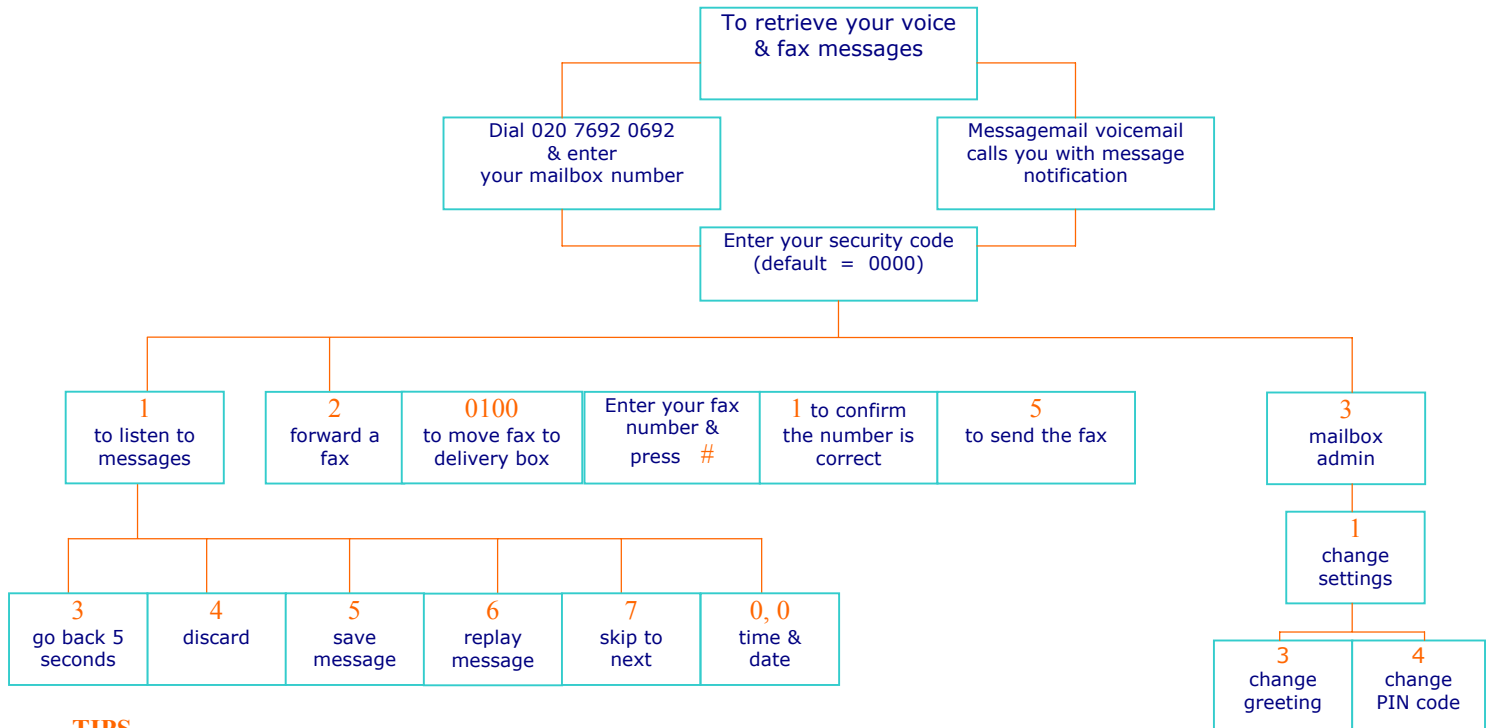 To retrieve your voice
& fax messages
Dial 020 7692 0692
& enter
your mailbox number
Messagemail voicemail
calls you with message
notification
Enter your security code
(default = 0000)
1
to listen to
messages
2
forward a
fax
0100
to move fax to
delivery box
Enter your fax
number &
press #
1 to confirm
the number is
correct
5
to send the fax
3
mailbox
admin
1
change
settings
3
go back 5
seconds
4
discard
5
save
message
6
replay
message
7
skip to
next
0, 0
time &
date
3
change
greeting
4
change
PIN code
TIPS